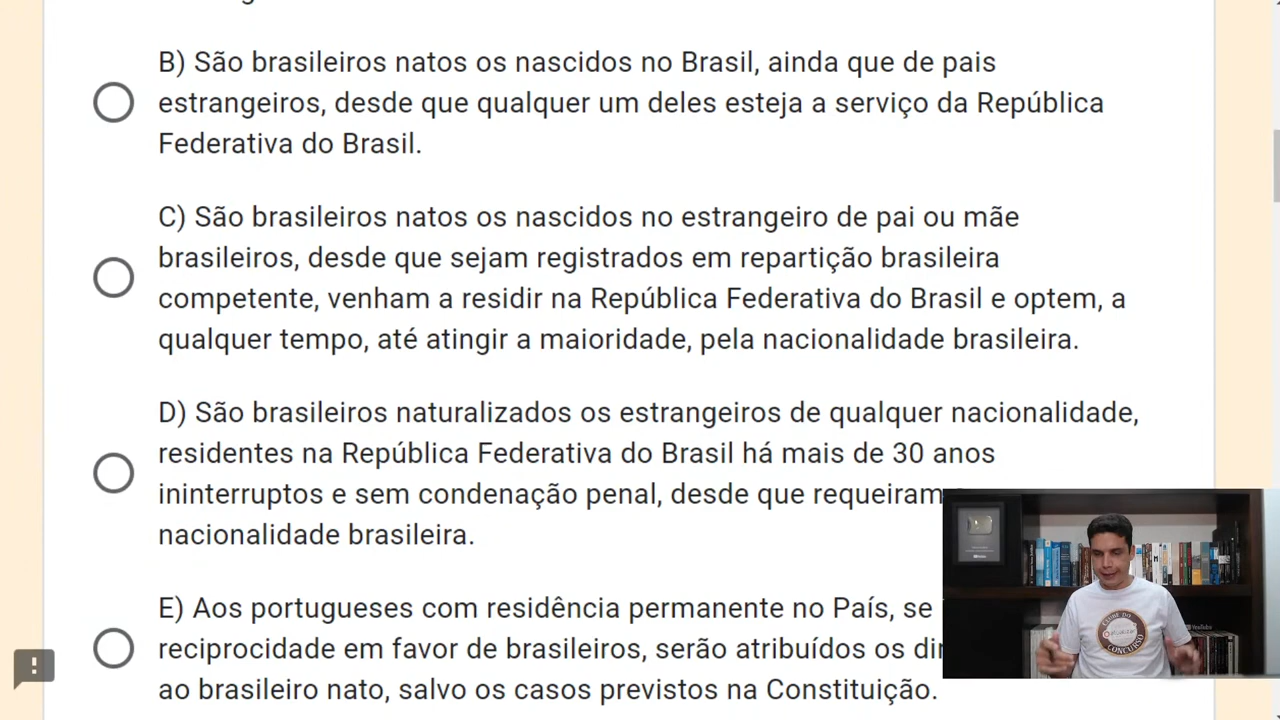 B) São brasileiros natos os nascidos no Brasil, ainda que de pais
estrangeiros, desde que qualquer um deles esteja a serviço da República
Federativa do Brasil.
C) São brasileiros natos os nascidos no estrangeiro de pai ou mãe
brasileiros, desde que sejam registrados em repartição brasileira
competente, venham a residir na República Federativa do Brasil e optem, a
qualquer tempo, até atingir a maioridade, pela nacionalidade brasileira.
D) São brasileiros naturalizados os estrangeiros de qualquer nacionalidade,
residentes na República Federativa do Brasil há mais de 30 anos
ininterruptos e sem condenação penal, desde que requeiram
nacionalidade brasileira.
E) Aos portugueses com residência permanente no País, se
reciprocidade em favor de brasileiros, serão atribuídos os
ao brasileiro nato, salvo os casos previstos na Constituição.
CLUBE DO
CONCURSO